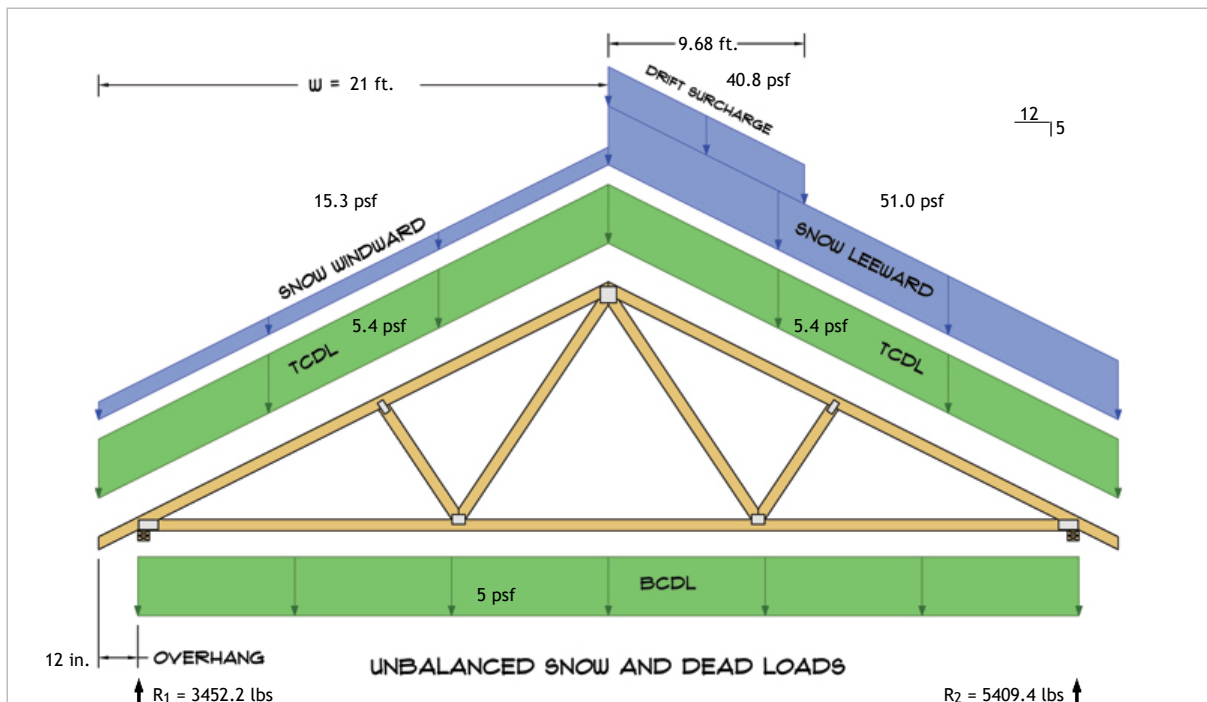 9.68 ft.
W = 21 ft.
DRIFT SURCHARGE
40.8 psf
12
5
15.3 psf
51.0 psf
SNOW WINDWARD
SNOW LEEWARD
5.4 psf
5.4 psf
TCDL
TCDL
5 psf
BCDL
12 in.
OVERHANG
UNBALANCED SNOW AND DEAD LOADS
R1 = 3452.2 lbs
R2 = 5409.4 lbs